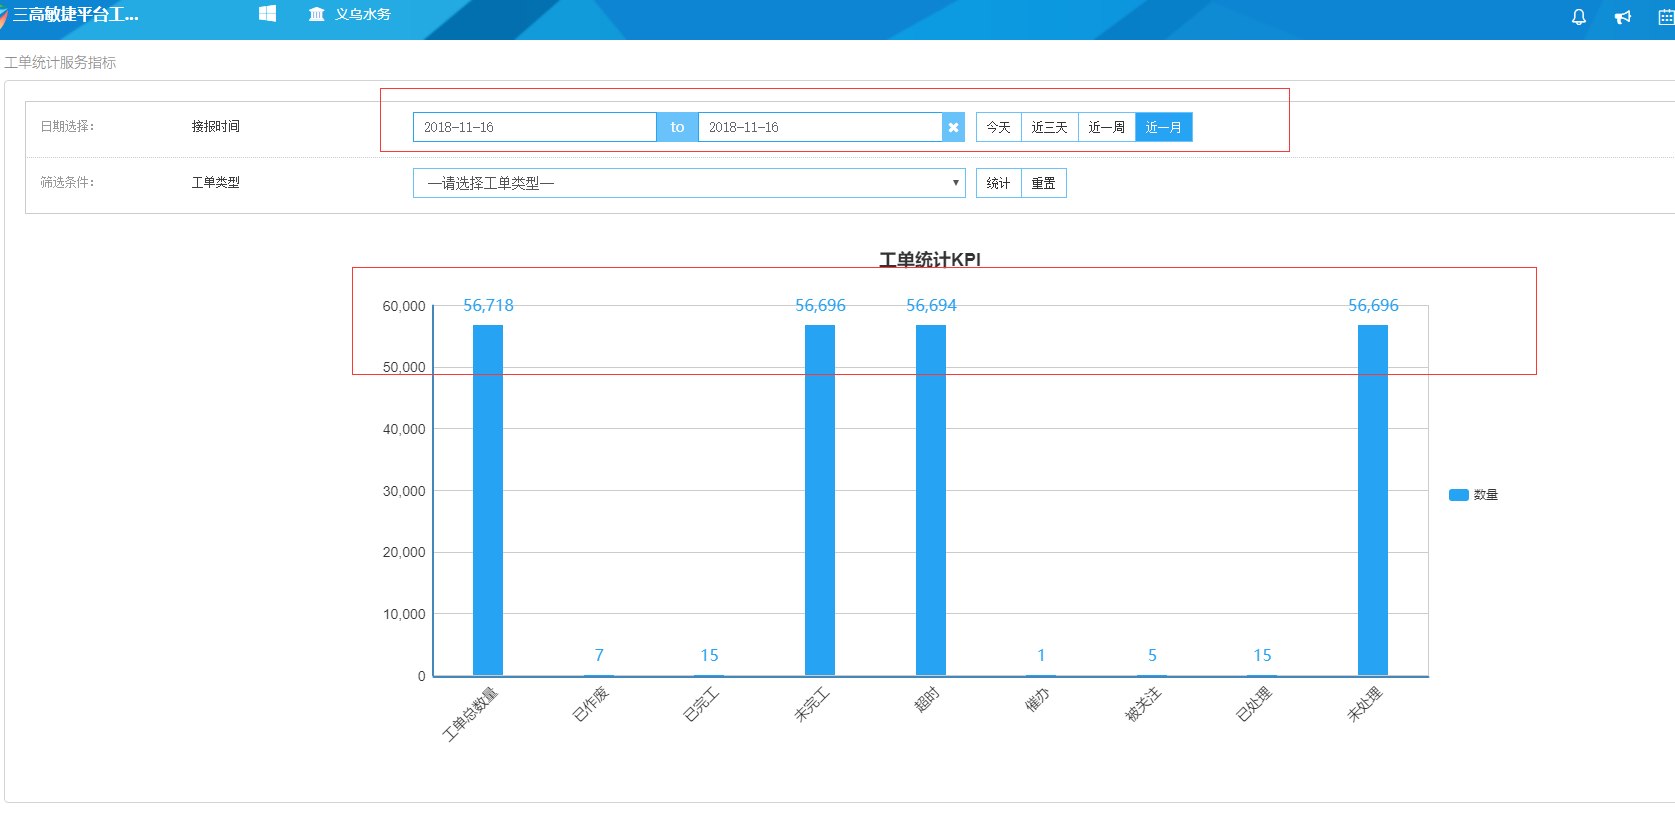 三高敏捷平台工...
义乌水务
工单统计服务指标
日期选择： 接报时间 2018-11-16 to 2018-11-16 今天 近三天 近一周 近一月
筛选条件： 工单类型 —请选择工单类型— 统计 重置
工单统计KPI
60,000
50,000
40,000
30,000
20,000
10,000
0
56,718
7
15
56,696
56,694
1
5
15
56,696
工单总数量
已作废
已完工
未完工
超时
催办
被关注
已处理
未处理
数量